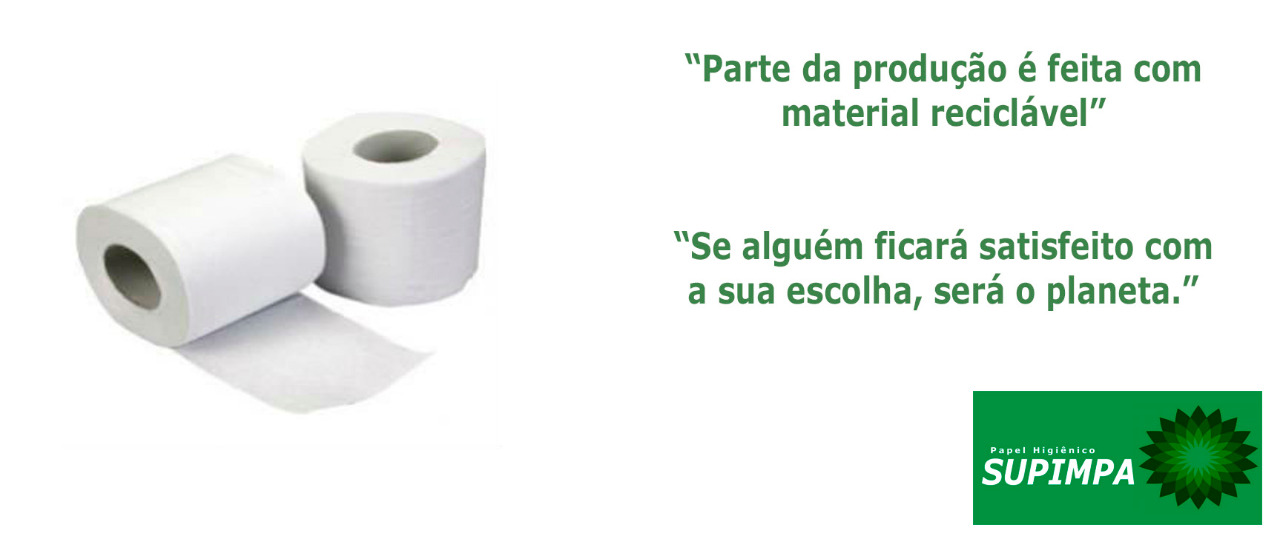 “Parte da produção é feita com
material reciclável”
“Se alguém ficará satisfeito com
a sua escolha, será o planeta.”
Papel Higiênico
SUPIMPA